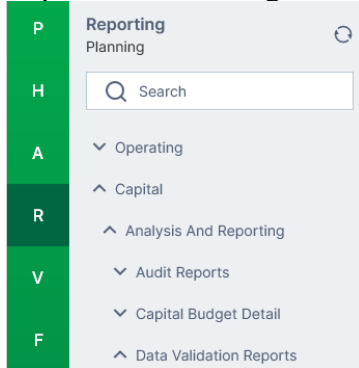 P
H
A
R
V
F
Reporting
Planning
Search
Operating
Capital
Analysis And Reporting
Audit Reports
Capital Budget Detail
Data Validation Reports